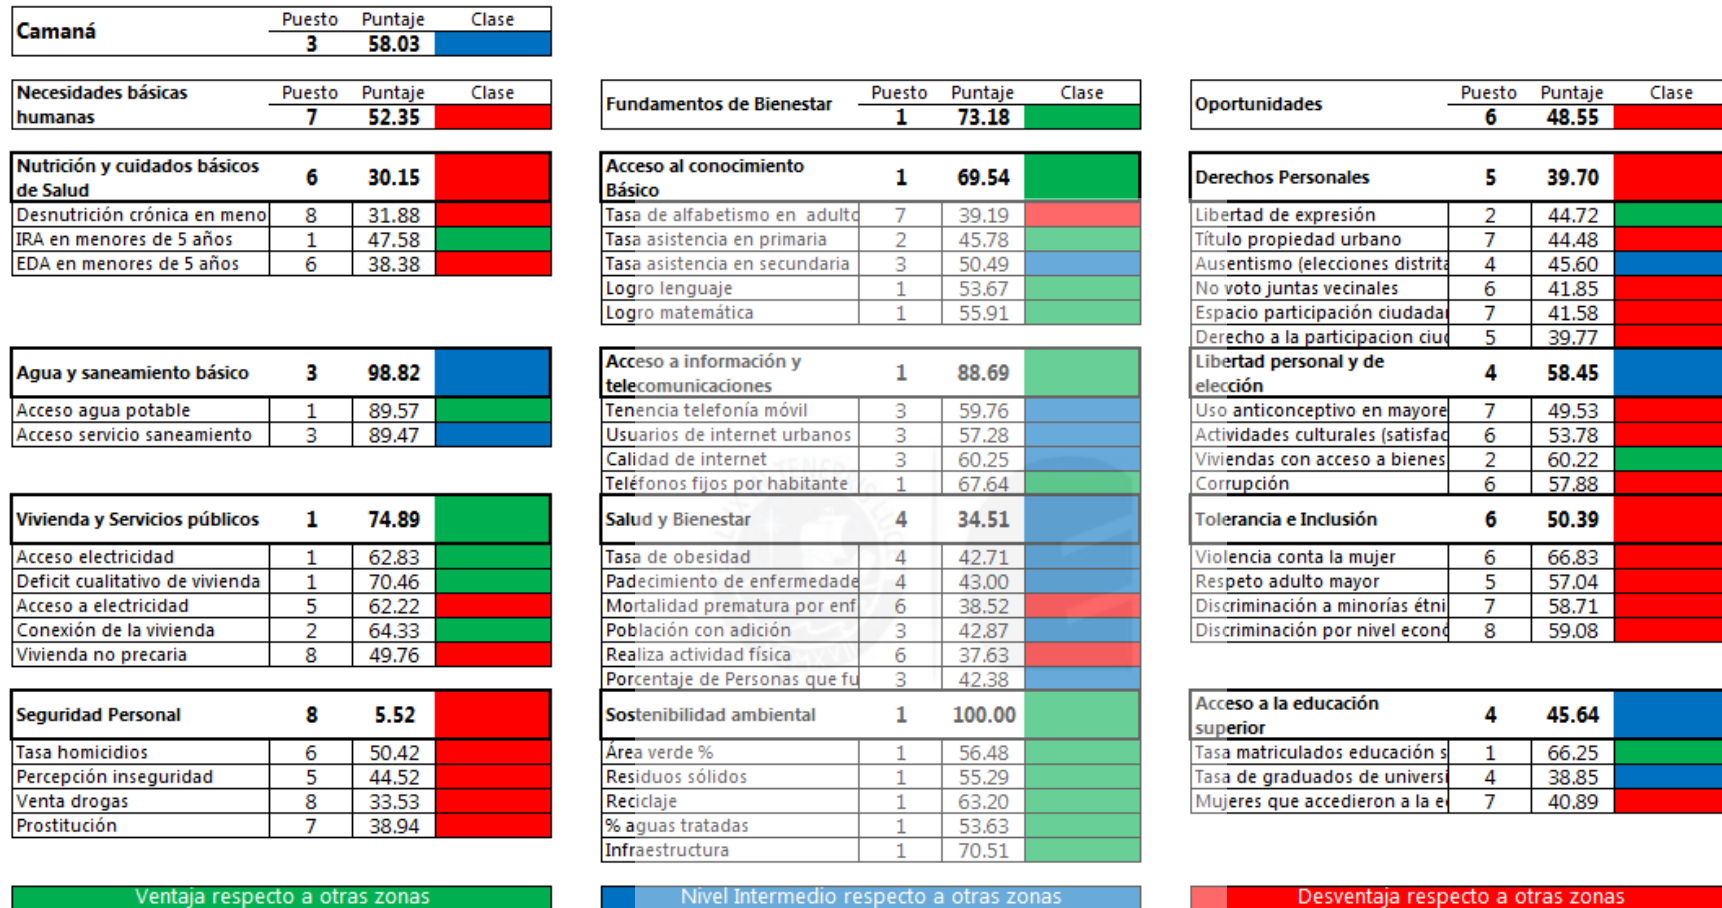 Camaná Puesto Puntaje Clase
3 58.03
Necesidades básicas humanas Puesto Puntaje Clase
7 52.35
Nutrición y cuidados básicos de Salud 6 30.15
Desnutrición crónica en meno 8 31.88
IRA en menores de 5 años 1 47.58
EDA en menores de 5 años 6 38.38
Agua y saneamiento básico 3 98.82
Acceso agua potable 1 89.57
Acceso servicio saneamiento 3 89.47
Vivienda y Servicios públicos 1 74.89
Acceso electricidad 1 62.83
Deficit cualitativo de vivienda 1 70.46
Acceso a electricidad 5 62.22
Conexión de la vivienda 2 64.33
Vivienda no precaria 8 49.76
Seguridad Personal 8 5.52
Tasa homicidios 6 50.42
Percepción inseguridad 5 44.52
Venta drogas 8 33.53
Prostitución 7 38.94
Fundamentos de Bienestar Puesto Puntaje Clase
1 73.18
Acceso al conocimiento Básico 1 69.54
Tasa de alfabetismo en adulto 7 39.19
Tasa asistencia en primaria 2 45.78
Tasa asistencia en secundaria 3 50.49
Logro lenguaje 1 53.67
Logro matemática 1 55.91
Acceso a información y telecomunicaciones 1 88.69
Tenencia telefonía móvil 3 59.76
Usuarios de internet urbanos 3 57.28
Calidad de internet 3 60.25
Teléfonos fijos por habitante 1 67.64
Salud y Bienestar 4 34.51
Tasa de obesidad 4 42.71
Padecimiento de enfermedade 4 43.00
Mortalidad prematura por enf 6 38.52
Población con adición 3 42.87
Realiza actividad física 6 37.63
Porcentaje de Personas que fu 3 42.38
Sostenibilidad ambiental 1 100.00
Área verde % 1 56.48
Residuos sólidos 1 55.29
Reciclaje 1 63.20
% aguas tratadas 1 53.63
Infraestructura 1 70.51
Oportunidades Puesto Puntaje Clase
6 48.55
Derechos Personales 5 39.70
Libertad de expresión 2 44.72
Título propiedad urbano 7 44.48
Ausentismo (elecciones distrita 4 45.60
No voto juntas vecinales 6 41.85
Espacio participación ciudadan 7 41.58
Derecho a la participacion ciud 5 39.77
Libertad personal y de elección 4 58.45
Uso anticonceptivo en mayore 7 49.53
Actividades culturales (satisfac 6 53.78
Viviendas con acceso a bienes 2 60.22
Corrupción 6 57.88
Tolerancia e Inclusión 6 50.39
Violencia conta la mujer 6 66.83
Respeto adulto mayor 5 57.04
Discriminación a minorías étni 7 58.71
Discriminación por nivel econó 8 59.08
Acceso a la educación superior 4 45.64
Tasa matriculados educación s 1 66.25
Tasa de graduados de universi 4 38.85
Mujeres que accedieron a la e 7 40.89
Ventaja respecto a otras zonas
Nivel Intermedio respecto a otras zonas
Desventaja respecto a otras zonas